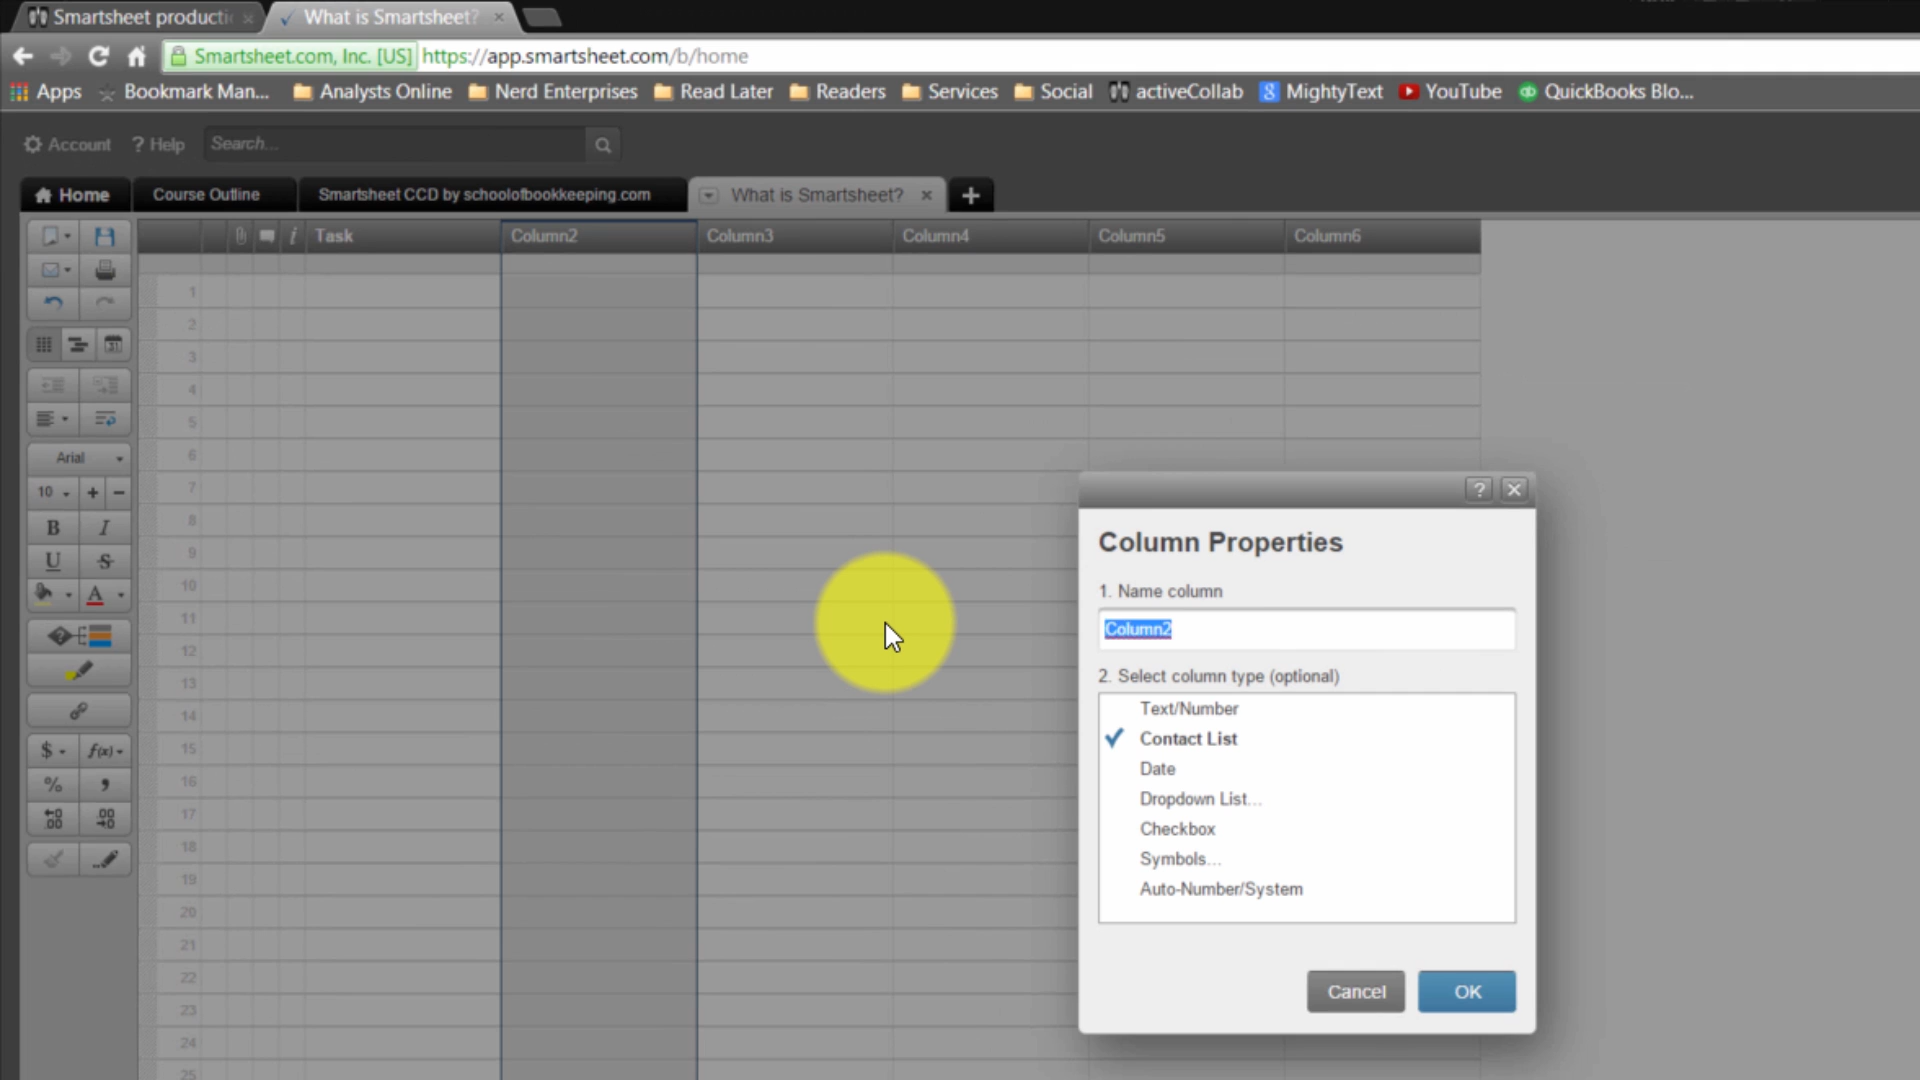 Smartsheet producti
What is Smartsheet?
Smartsheet.com, Inc. [US] https://app.smartsheet.com/b/home
Apps Bookmark Man... Analysts Online Nerd Enterprises Read Later Readers Services Social activeCollab MightyText YouTube QuickBooks Blo...
Account ? Help Search...
Home Course Outline Smartsheet CCD by schoolofbookkeeping.com What is Smartsheet?
Task Column2 Column3 Column4 Column5 Column6
1
2
3
4
5
6
Arial
7
10 + −
8
B I
9
U S
10
A
11
12
13
14
15
$ f(x)
16
% ,
17
.00 .00
18
19
20
21
22
23
24
25
Column Properties
1. Name column
Column2
2. Select column type (optional)
Text/Number
Contact List
Date
Dropdown List...
Checkbox
Symbols...
Auto-Number/System
Cancel OK